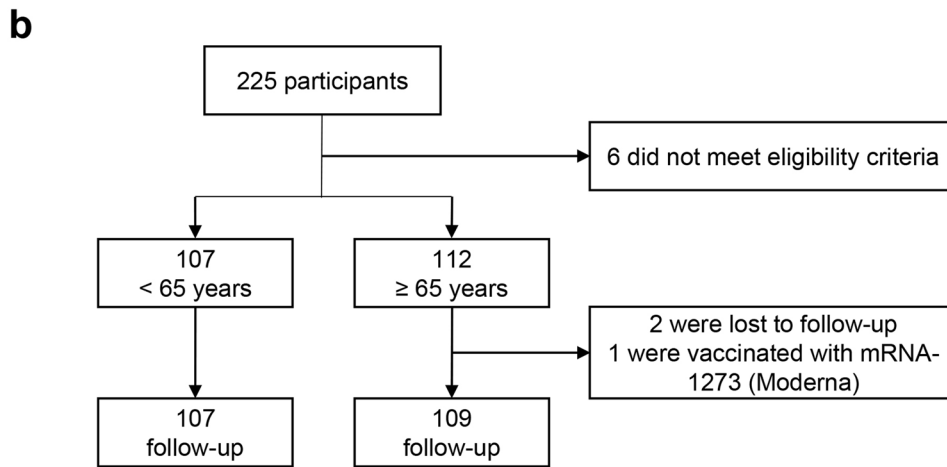 b
225 participants
6 did not meet eligibility criteria
107
< 65 years
112
≥ 65 years
2 were lost to follow-up
1 were vaccinated with mRNA-
1273 (Moderna)
107
follow-up
109
follow-up